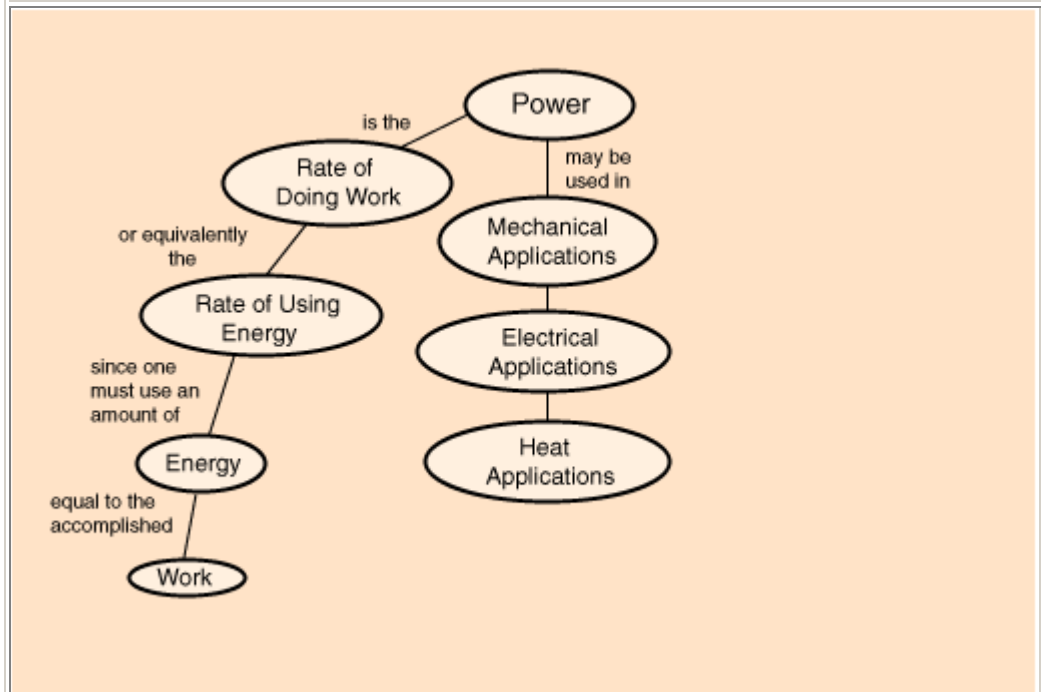 Power
is the
Rate of
Doing Work
or equivalently
the
Rate of Using
Energy
since one
must use an
amount of
Energy
equal to the
accomplished
Work
may be
used in
Mechanical
Applications
Electrical
Applications
Heat
Applications